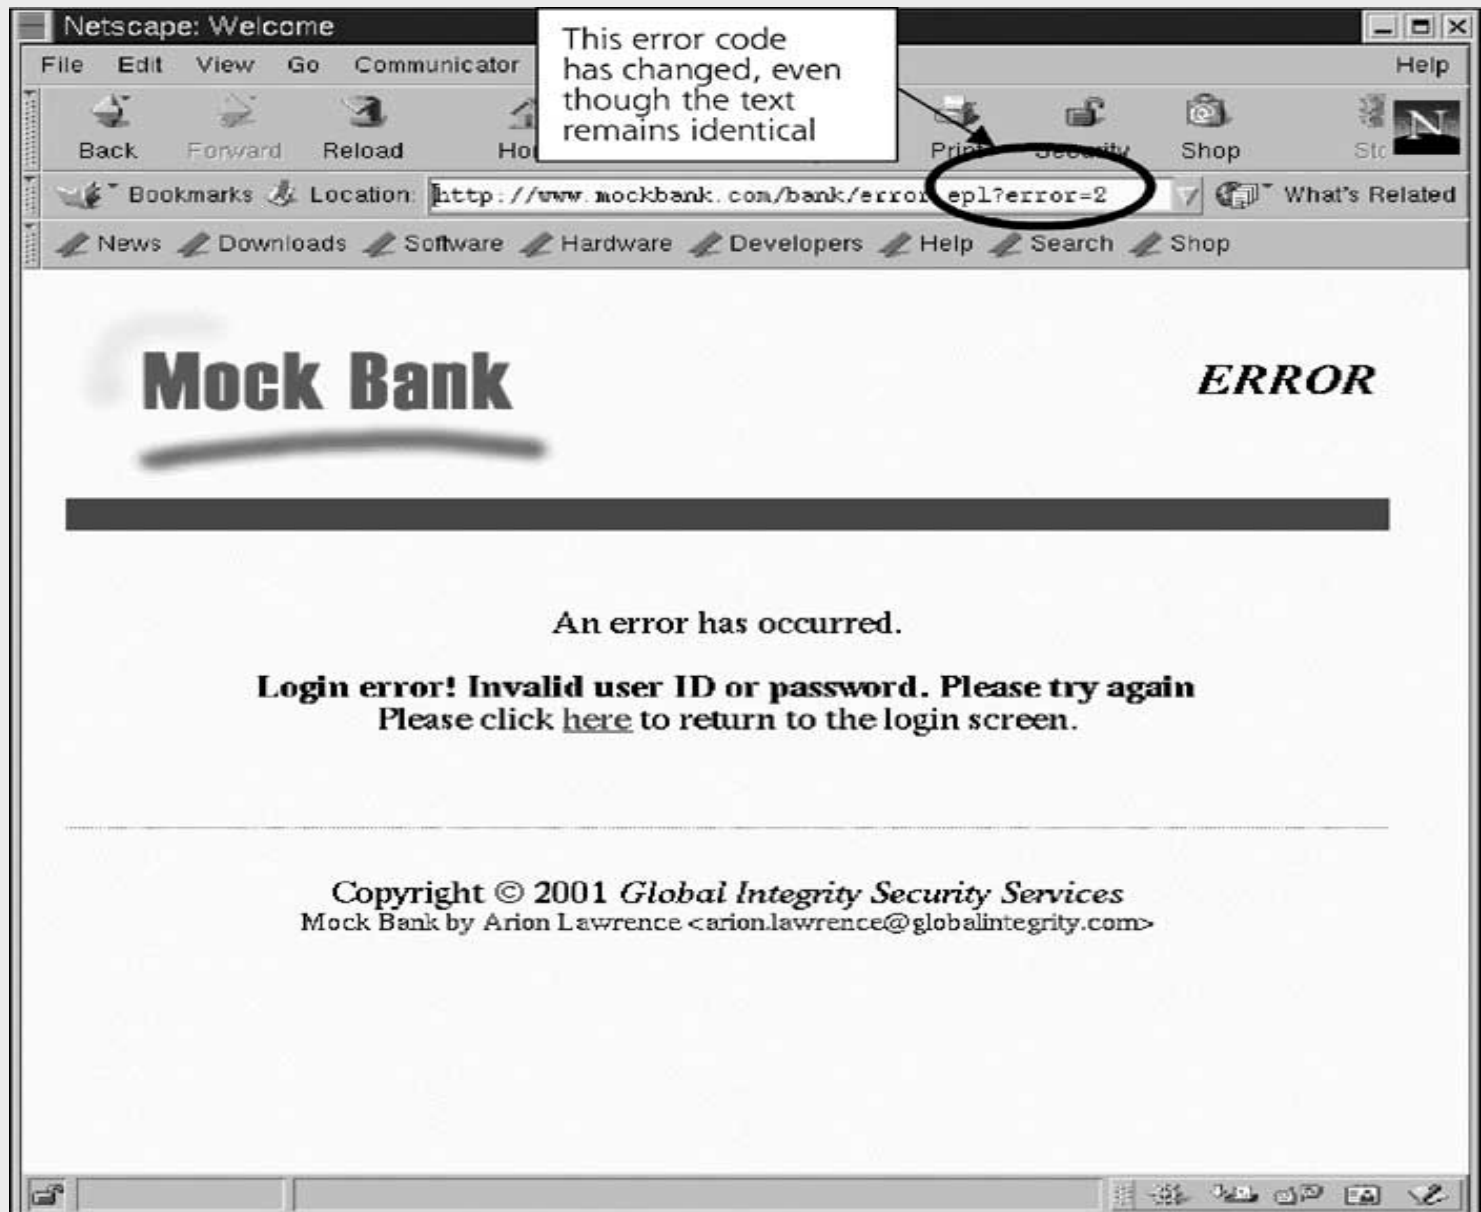 Netscape: Welcome
This error code
has changed, even
though the text
remains identical
File Edit View Go Communicator Help
Back Forward Reload Security Shop
Bookmarks Location: http://www.mockbank.com/bank/error.epl?error=2 What's Related
News Downloads Software Hardware Developers Help Search Shop
Mock Bank
ERROR
An error has occurred.
Login error! Invalid user ID or password. Please try again
Please click here to return to the login screen.
Copyright © 2001 Global Integrity Security Services
Mock Bank by Arion Lawrence <arion.lawrence@globalintegrity.com>